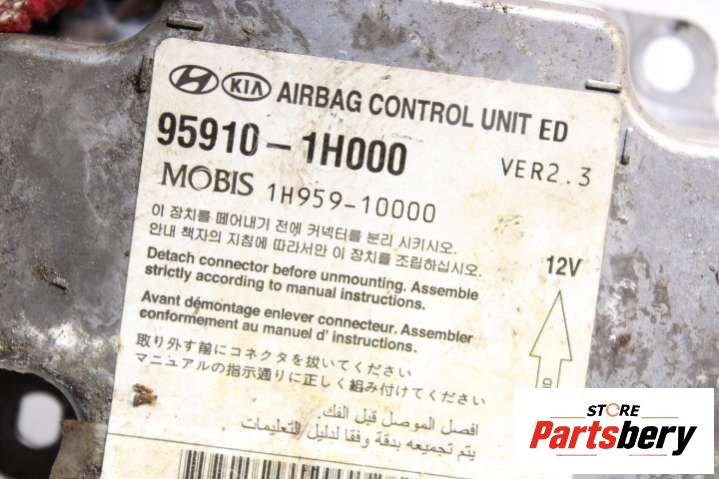 KIA AIRBAG CONTROL UNIT ED
95910-1H000 VER2.3
MOBIS 1H959-10000
이 장치를 떼어내기 전에 커넥터를 분리 시키시오.
안내 책자의 지침에 따라서만 이 장치를 조립하십시오.
12V
Detach connector before unmounting. Assemble
strictly according to manual instructions.
Avant démontage enlever connecteur. Assembler
conformement au manuel d' instructions.
取り外す前にコネクタを抜いてください
マニュアルの指示通りに正しく組み付けてください
افصل الموصل قبل الفك.
يتم تجميعه بدقة وفقا لدليل التعليمات
STORE
Partsbery